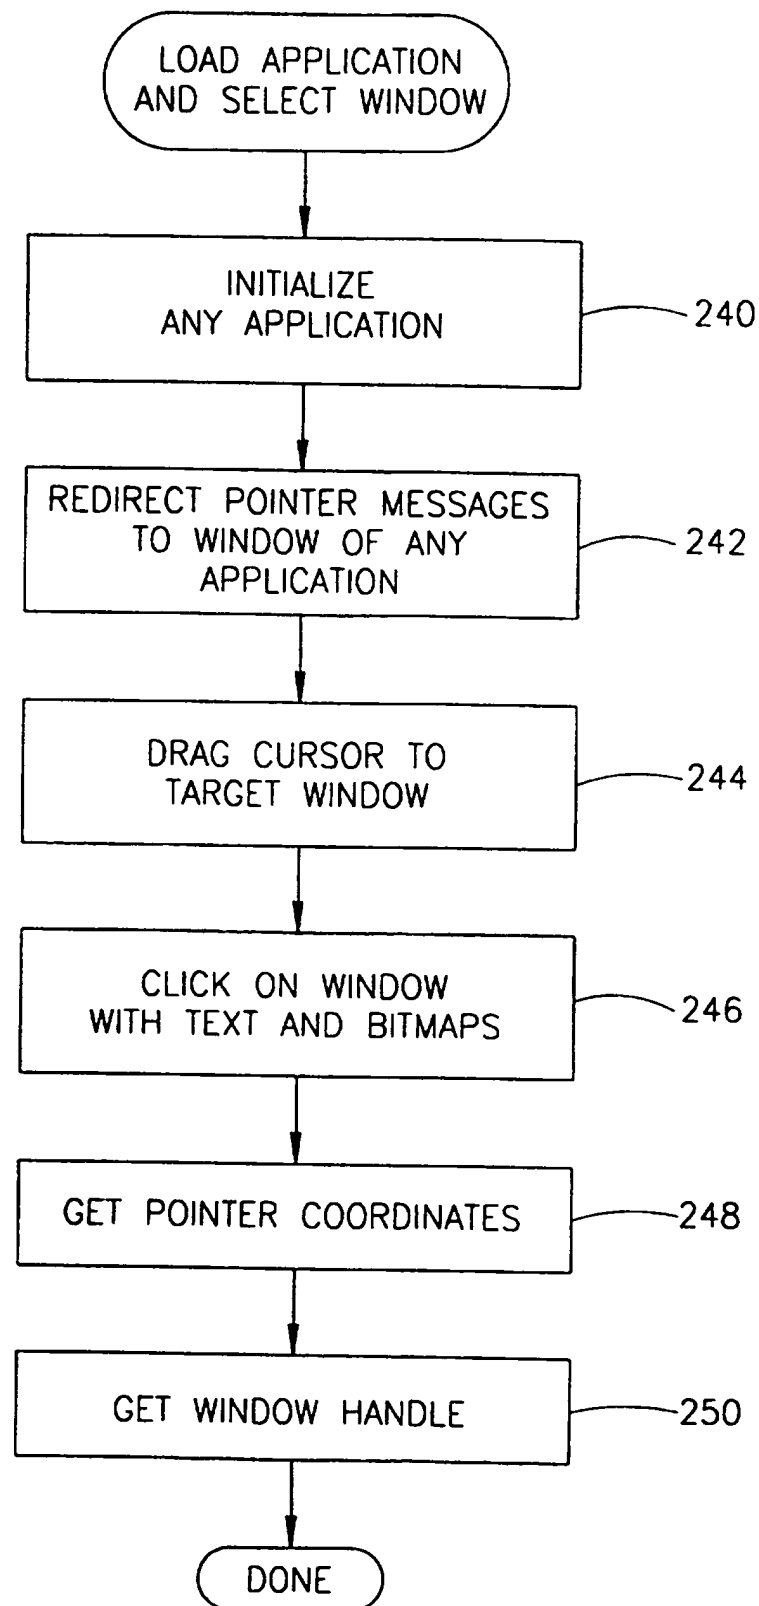 LOAD APPLICATION
AND SELECT WINDOW
INITIALIZE
ANY APPLICATION
240
REDIRECT POINTER MESSAGES
TO WINDOW OF ANY
APPLICATION
242
DRAG CURSOR TO
TARGET WINDOW
244
CLICK ON WINDOW
WITH TEXT AND BITMAPS
246
GET POINTER COORDINATES
248
GET WINDOW HANDLE
250
DONE